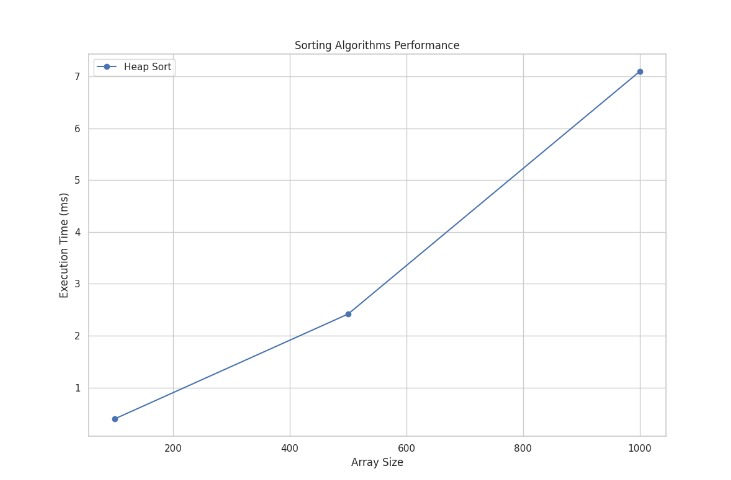 Sorting Algorithms Performance
Heap Sort
7
6
5
4
3
2
1
Execution Time (ms)
200 400 600 800 1000
Array Size